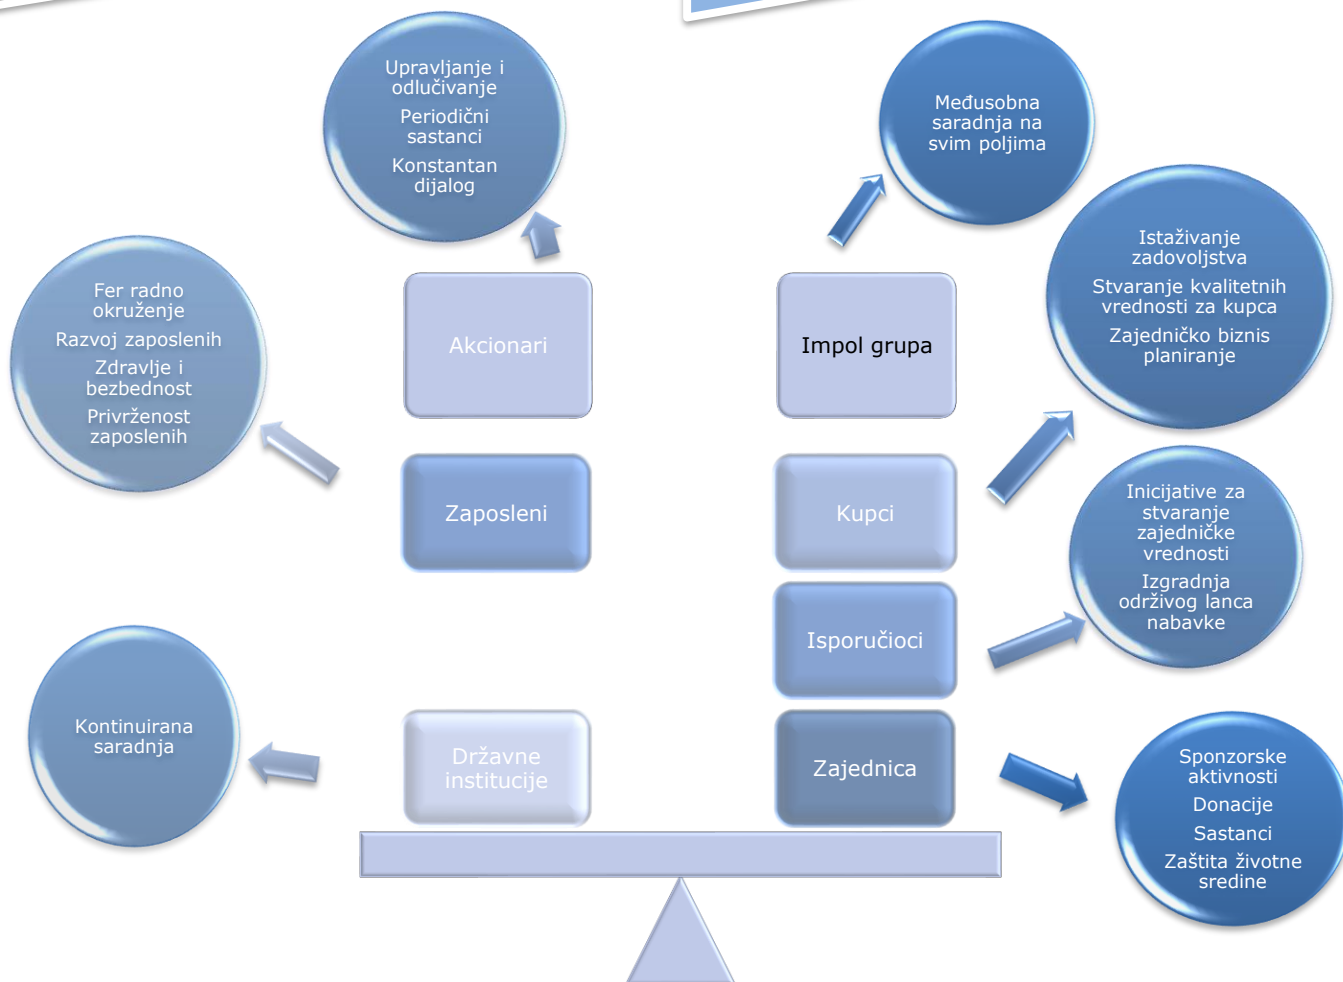 Upravljanje i
odlučivanje
Periodični
sastanci
Konstantan
dijalog
Međusobna
saradnja na
svim poljima
Istaživanje
zadovoljstva
Stvaranje kvalitetnih
vrednosti za kupca
Zajedničko biznis
planiranje
Fer radno
okruženje
Razvoj zaposlenih
Zdravlje i
bezbednost
Privrženost
zaposlenih
Akcionari
Impol grupa
Zaposleni
Kupci
Inicijative za
stvaranje
zajedničke
vrednosti
Izgradnja
održivog lanca
nabavke
Isporučioci
Kontinuirana
saradnja
Državne
institucije
Zajednica
Sponzorske
aktivnosti
Donacije
Sastanci
Zaštita životne
sredine